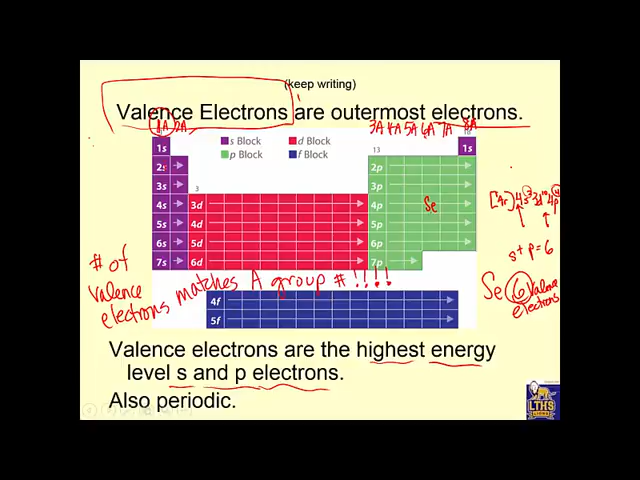 (keep writing)
Valence Electrons are outermost electrons.
1A 2A 3A 4A 5A 6A 7A 8A
13 18
1s s Block d Block 1s
p Block f Block
2s 2p
3s 3 3p
4s 3d 4p Se [Ar] 4s² 3d¹⁰ 4p⁴
5s 4d 5p
6s 5d 6p s + p = 6
7s 6d 7p
# of valence electrons matches A group # !!!!
Se 6 valence electrons
4f
5f
Valence electrons are the highest energy
level s and p electrons.
Also periodic.
LTHS